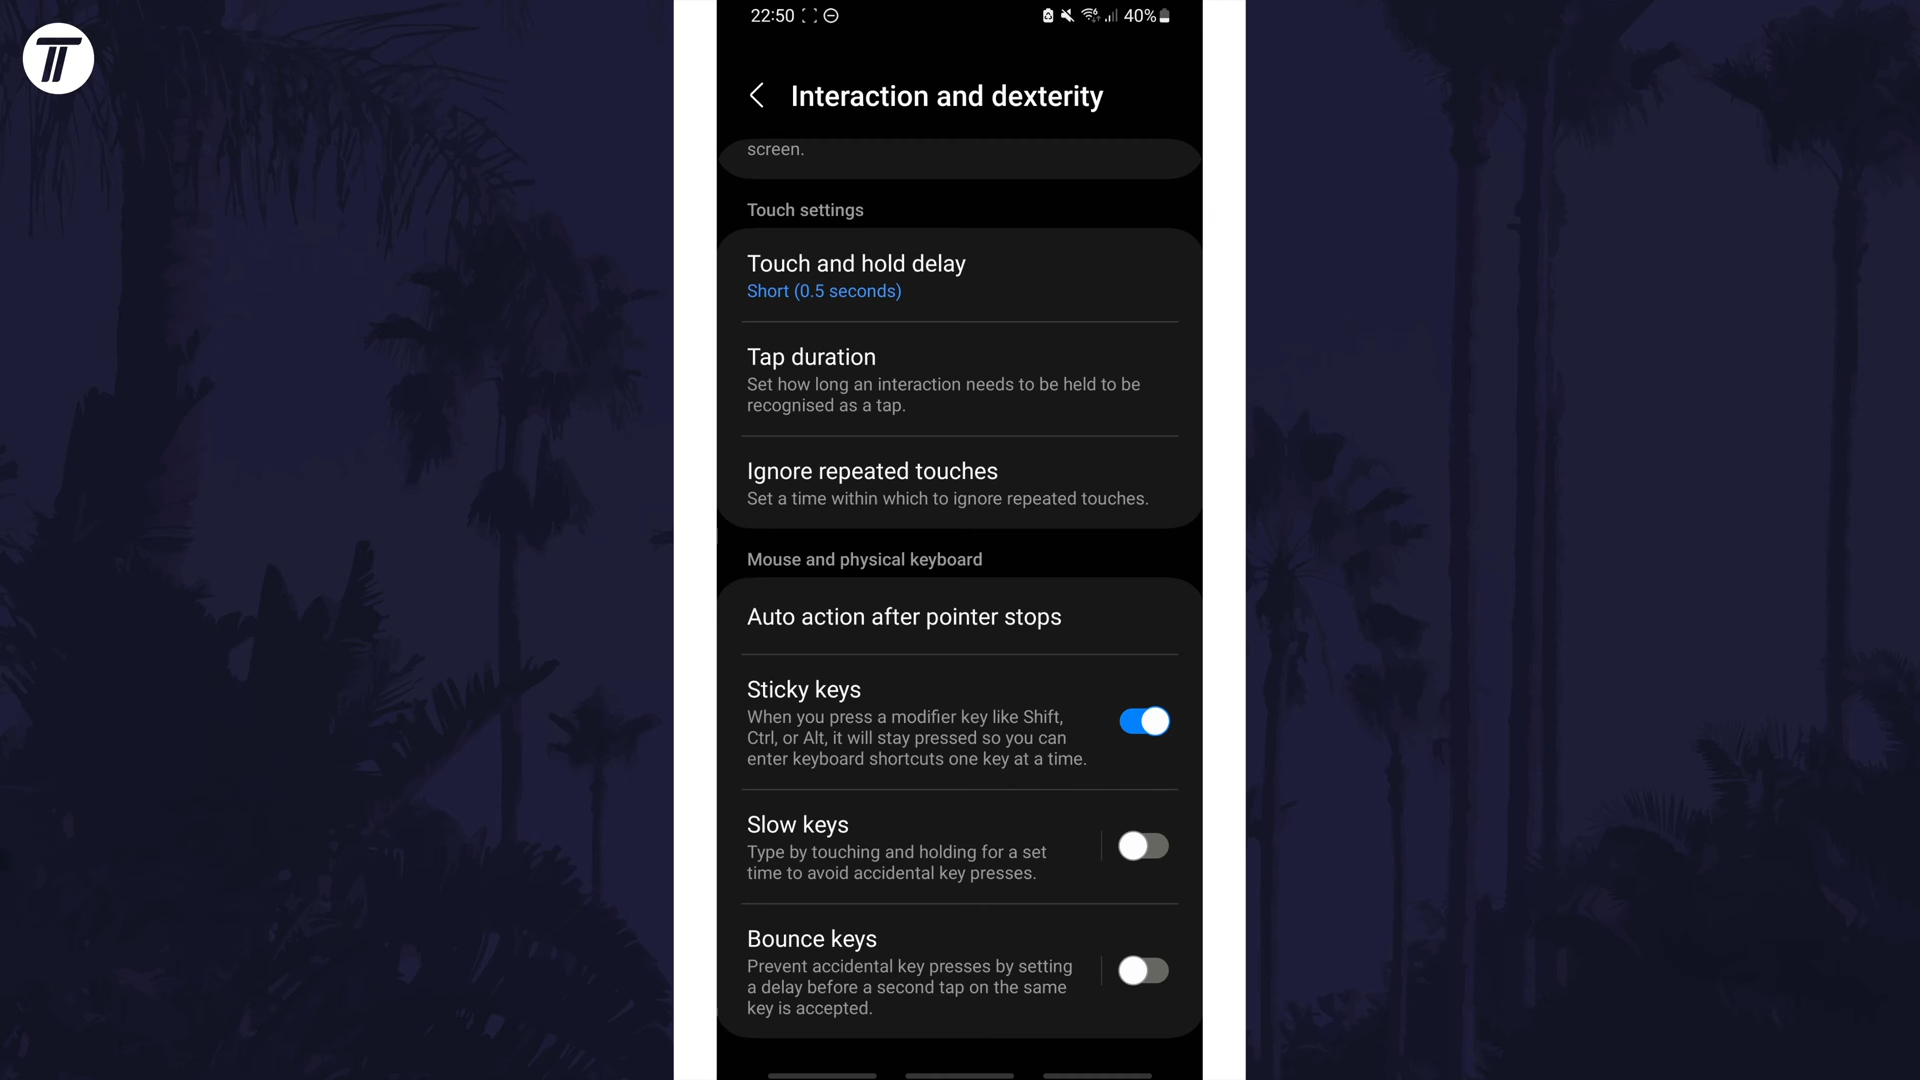 22:50
40%
Interaction and dexterity
screen.
Touch settings
Touch and hold delay
Short (0.5 seconds)
Tap duration
Set how long an interaction needs to be held to be
recognised as a tap.
Ignore repeated touches
Set a time within which to ignore repeated touches.
Mouse and physical keyboard
Auto action after pointer stops
Sticky keys
When you press a modifier key like Shift,
Ctrl, or Alt, it will stay pressed so you can
enter keyboard shortcuts one key at a time.
Slow keys
Type by touching and holding for a set
time to avoid accidental key presses.
Bounce keys
Prevent accidental key presses by setting
a delay before a second tap on the same
key is accepted.